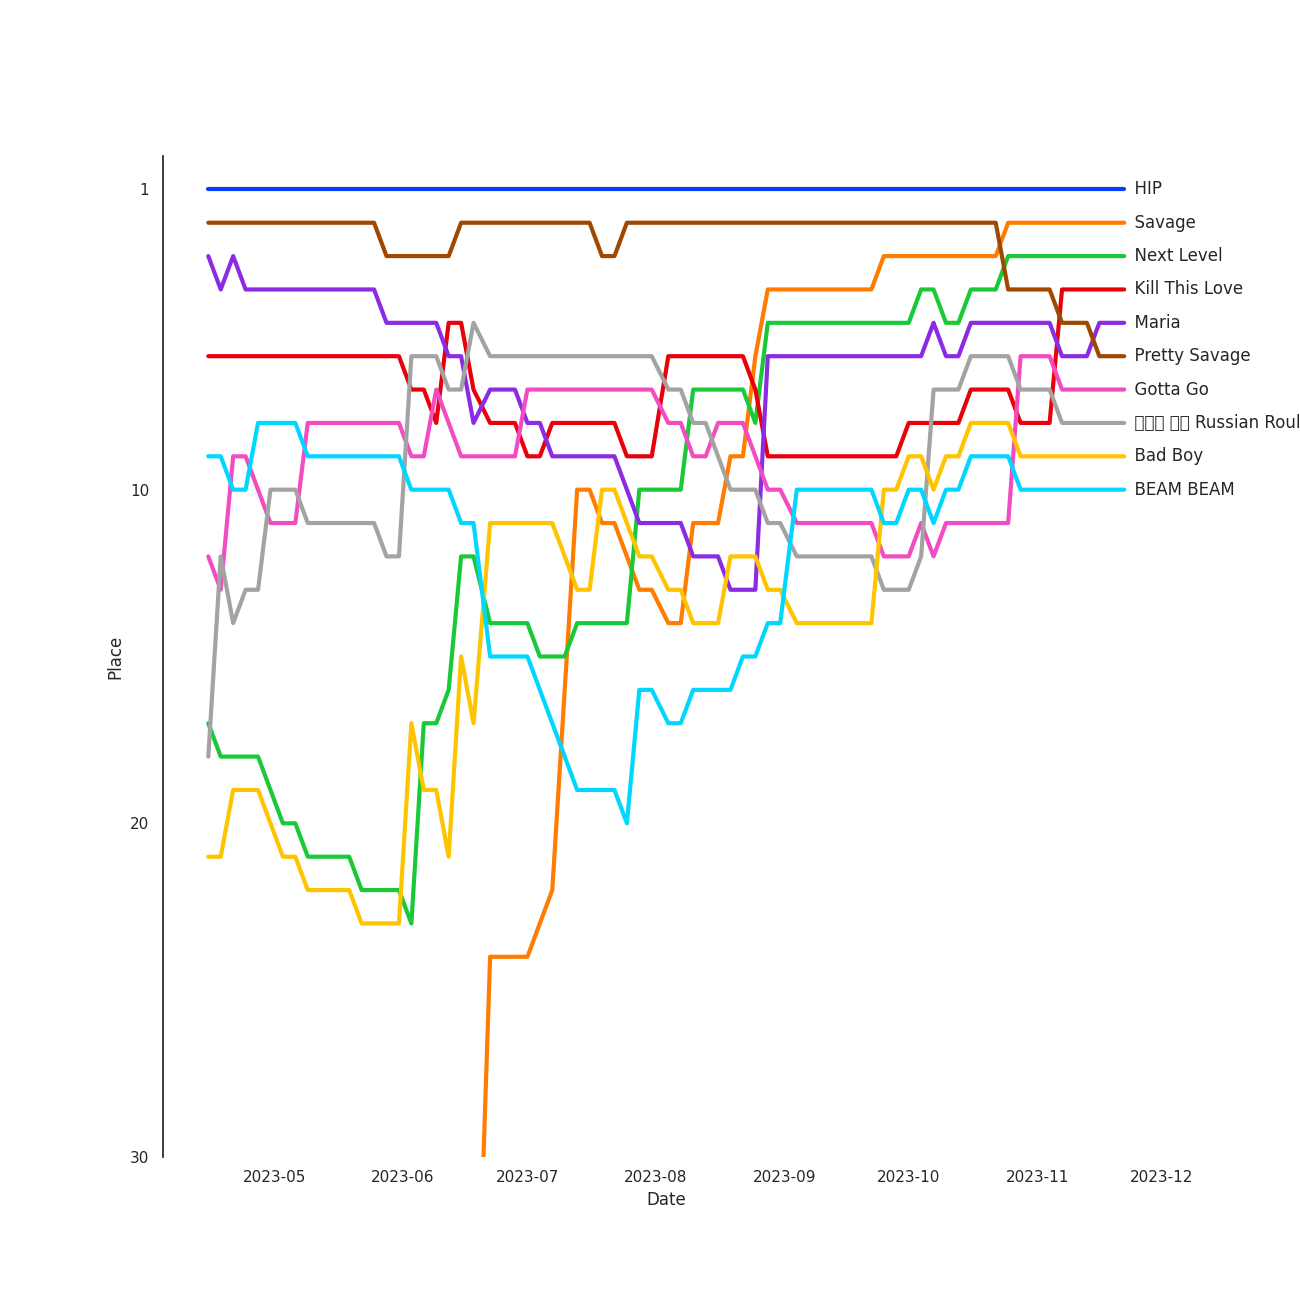 1
HIP
Savage
Next Level
Kill This Love
Maria
Pretty Savage
Gotta Go
Russian Roul
Bad Boy
10
BEAM BEAM
Place
20
30
2023-05 2023-06 2023-07 2023-08 2023-09 2023-10 2023-11 2023-12
Date